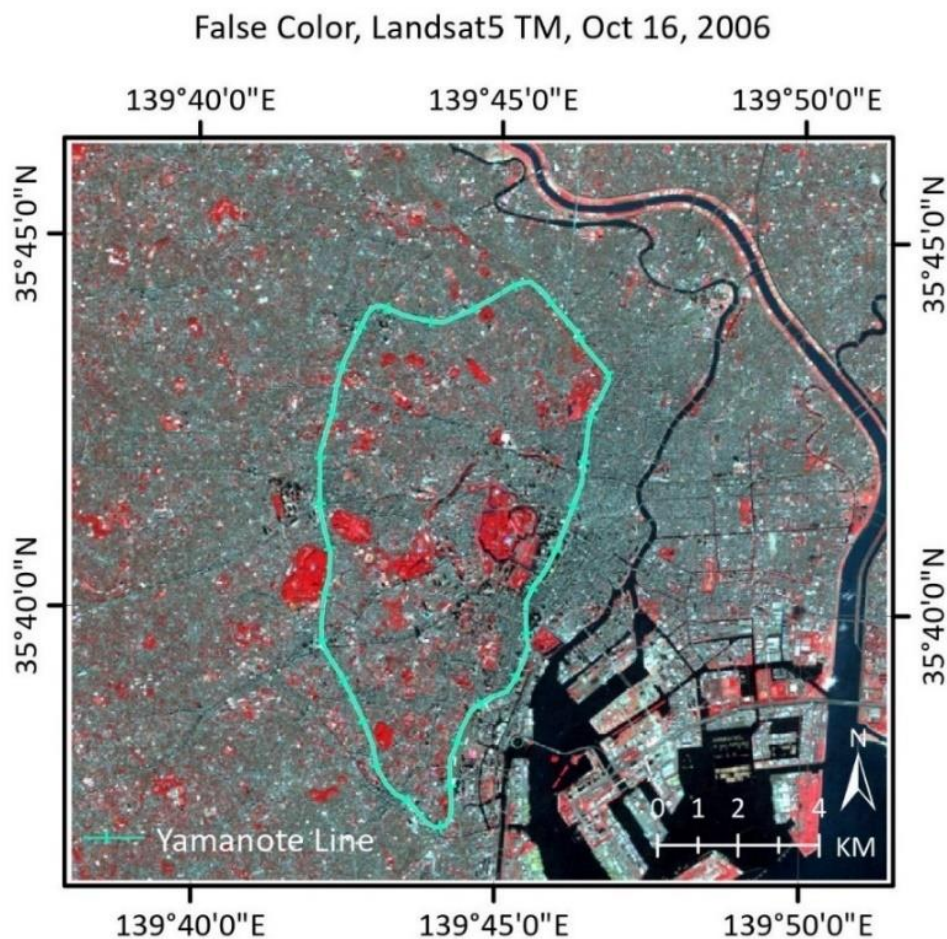 False Color, Landsat5 TM, Oct 16, 2006
139°40'0"E 139°45'0"E 139°50'0"E
35°45'0"N 35°45'0"N
35°40'0"N 35°40'0"N
N
0 1 2 4
Yamanote Line KM
139°40'0"E 139°45'0"E 139°50'0"E